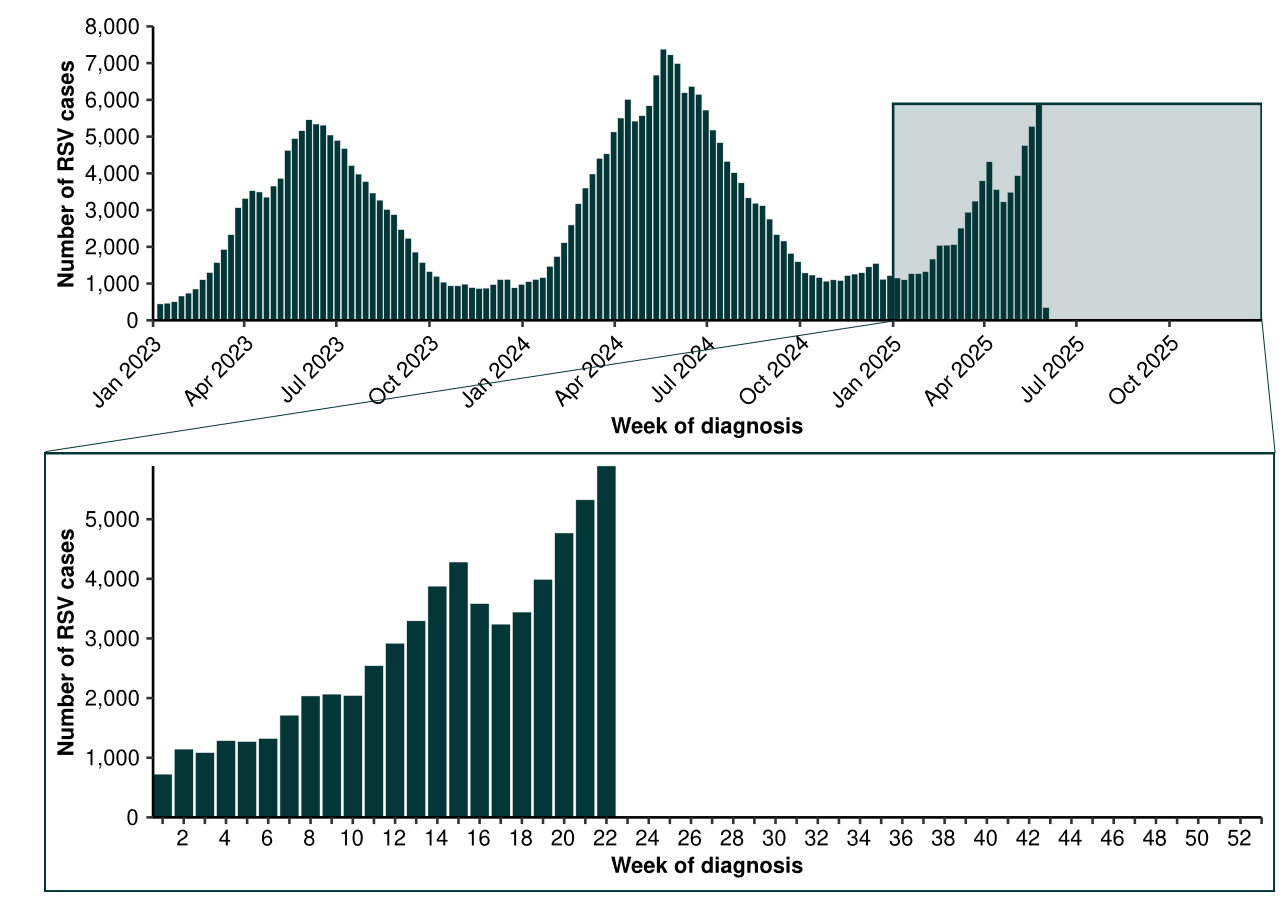 8,000
7,000
6,000
5,000
4,000
3,000
2,000
1,000
0
Number of RSV cases
Jan 2023
Apr 2023
Jul 2023
Oct 2023
Jan 2024
Apr 2024
Jul 2024
Oct 2024
Jan 2025
Apr 2025
Jul 2025
Oct 2025
Week of diagnosis
5,000
4,000
3,000
2,000
1,000
0
Number of RSV cases
2 4 6 8 10 12 14 16 18 20 22 24 26 28 30 32 34 36 38 40 42 44 46 48 50 52
Week of diagnosis